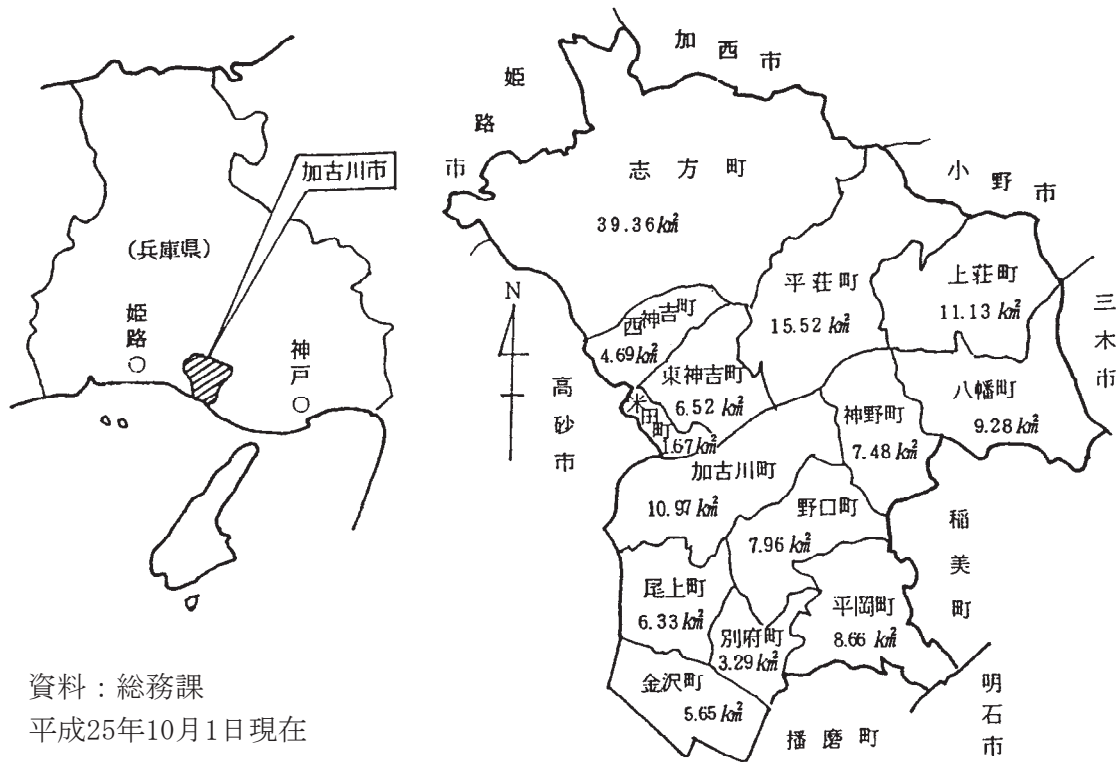 加古川市
(兵庫県)
姫路
神戸
資料：総務課
平成25年10月1日現在
N
姫路市
加西市
小野市
三木市
稲美町
明石市
播磨町
高砂市
志方町
39.36k㎡
平荘町
15.52k㎡
上荘町
11.13k㎡
西神吉町
4.69k㎡
東神吉町
6.52k㎡
米田町
1.67k㎡
八幡町
9.28k㎡
神野町
7.48k㎡
加古川町
10.97k㎡
野口町
7.96k㎡
尾上町
6.33k㎡
別府町
3.29k㎡
平岡町
8.66k㎡
金沢町
5.65k㎡